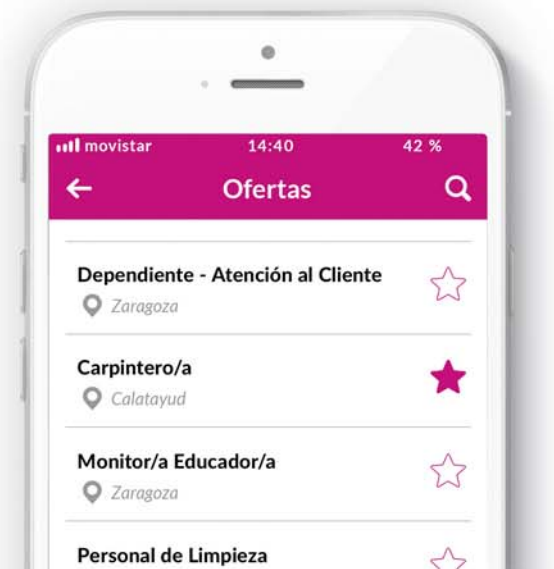 movistar 14:40 42 %
Ofertas
Dependiente - Atención al Cliente
Zaragoza
Carpintero/a
Calatayud
Monitor/a Educador/a
Zaragoza
Personal de Limpieza